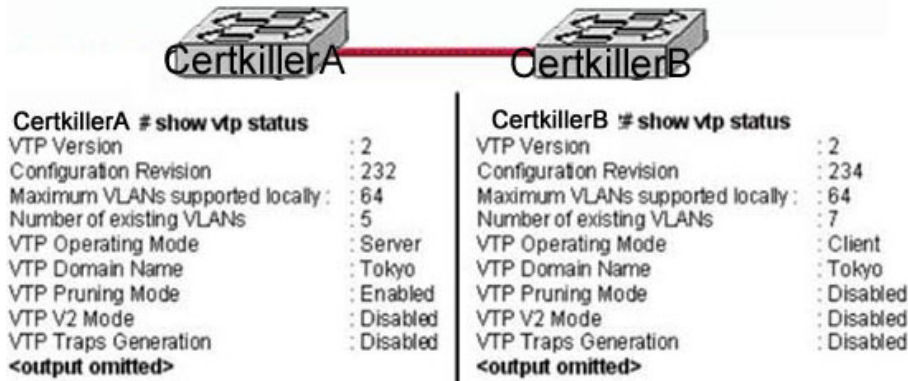 CertkillerA
CertkillerB
CertkillerA # show vtp status
VTP Version : 2
Configuration Revision : 232
Maximum VLANs supported locally : 64
Number of existing VLANs : 5
VTP Operating Mode : Server
VTP Domain Name : Tokyo
VTP Pruning Mode : Enabled
VTP V2 Mode : Disabled
VTP Traps Generation : Disabled
<output omitted>
CertkillerB :# show vtp status
VTP Version : 2
Configuration Revision : 234
Maximum VLANs supported locally : 64
Number of existing VLANs : 7
VTP Operating Mode : Client
VTP Domain Name : Tokyo
VTP Pruning Mode : Disabled
VTP V2 Mode : Disabled
VTP Traps Generation : Disabled
<output omitted>